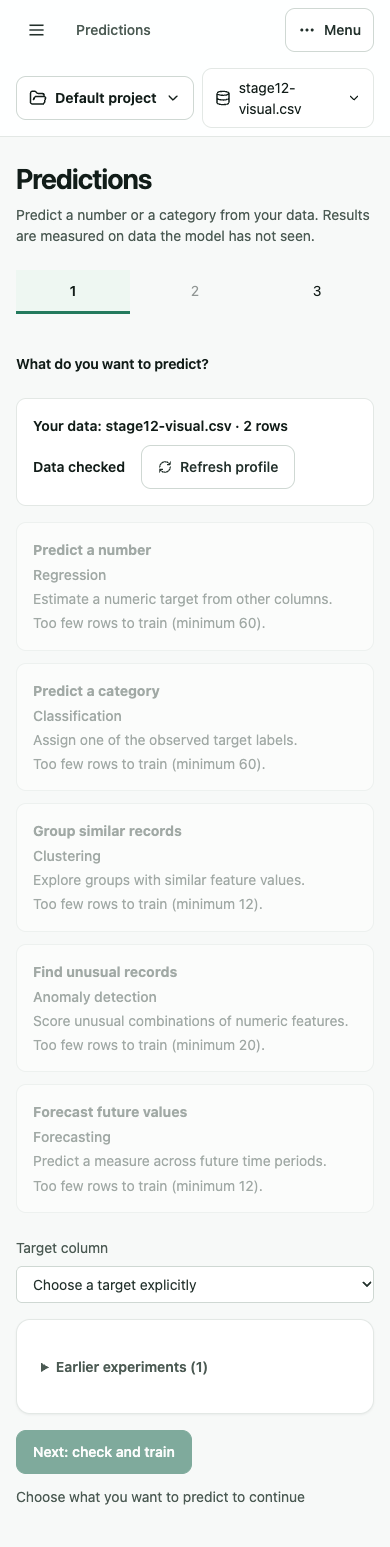 Predictions
Menu
Default project
stage12-
visual.csv
Predictions
Predict a number or a category from your data. Results
are measured on data the model has not seen.
1
2
3
What do you want to predict?
Your data: stage12-visual.csv · 2 rows
Data checked
Refresh profile
Predict a number
Regression
Estimate a numeric target from other columns.
Too few rows to train (minimum 60).
Predict a category
Classification
Assign one of the observed target labels.
Too few rows to train (minimum 60).
Group similar records
Clustering
Explore groups with similar feature values.
Too few rows to train (minimum 12).
Find unusual records
Anomaly detection
Score unusual combinations of numeric features.
Too few rows to train (minimum 20).
Forecast future values
Forecasting
Predict a measure across future time periods.
Too few rows to train (minimum 12).
Target column
Choose a target explicitly
Earlier experiments (1)
Next: check and train
Choose what you want to predict to continue